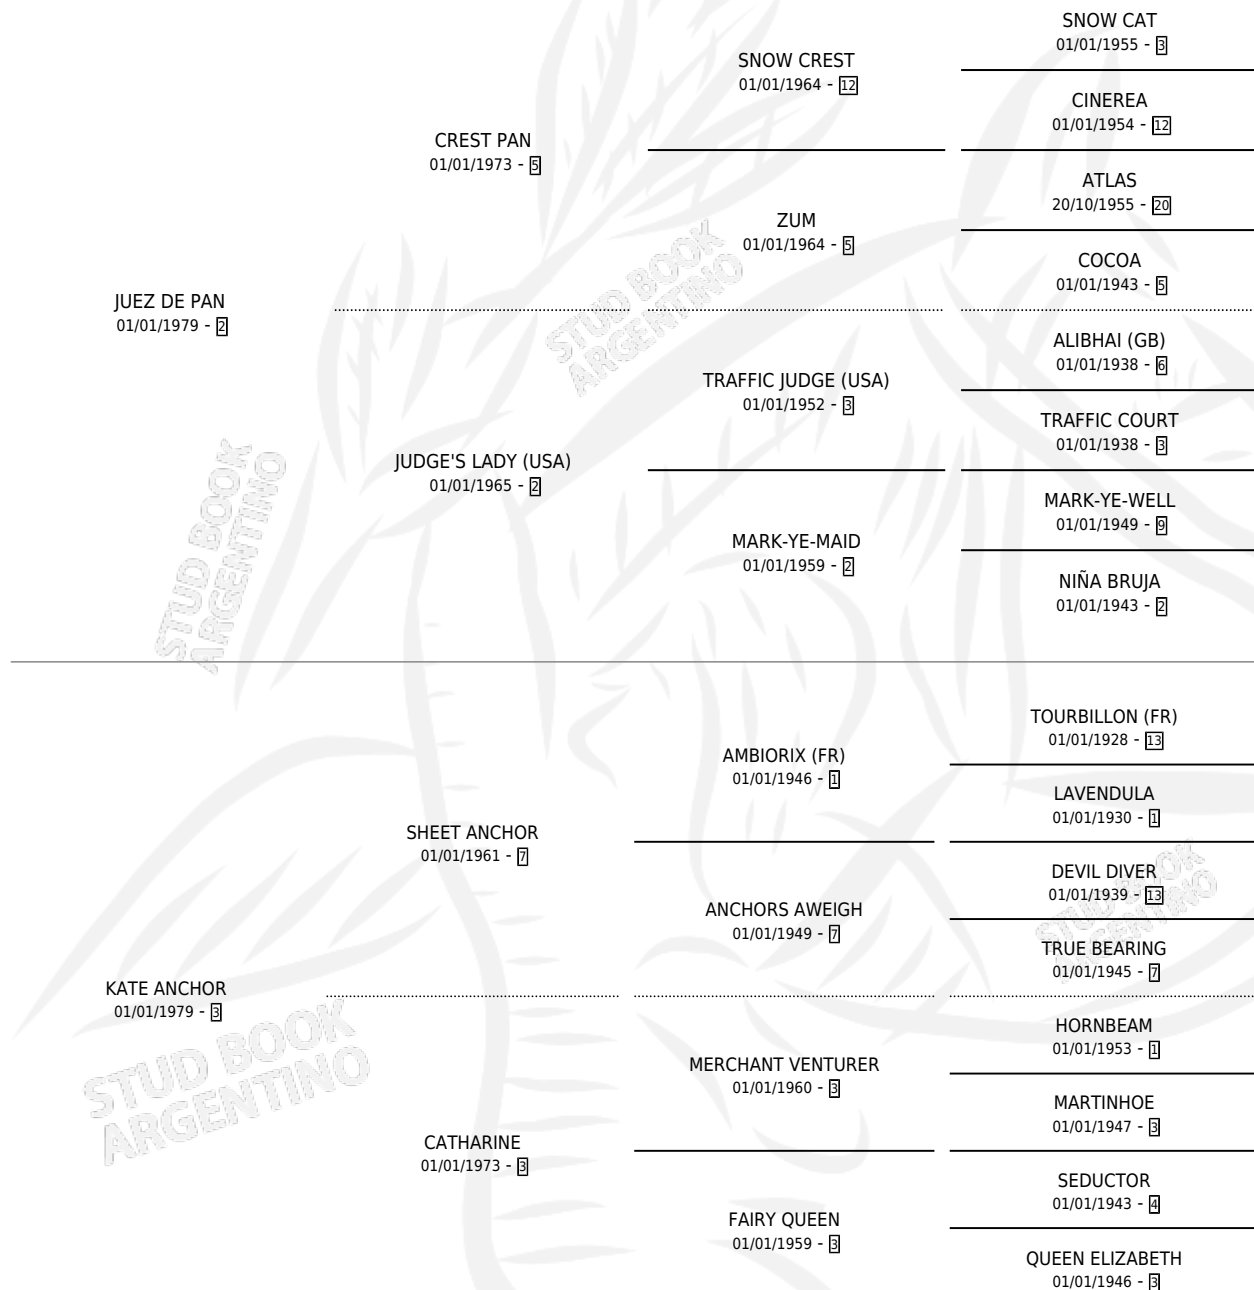 SNOW CAT
01/01/1955 - 3
SNOW CREST
01/01/1964 - 12
CINEREA
01/01/1954 - 12
CREST PAN
01/01/1973 - 5
ATLAS
20/10/1955 - 20
ZUM
01/01/1964 - 5
COCOA
01/01/1943 - 5
JUEZ DE PAN
01/01/1979 - 2
ALIBHAI (GB)
01/01/1938 - 6
TRAFFIC JUDGE (USA)
01/01/1952 - 3
TRAFFIC COURT
01/01/1938 - 3
JUDGE'S LADY (USA)
01/01/1965 - 2
MARK-YE-WELL
01/01/1949 - 9
MARK-YE-MAID
01/01/1959 - 2
NIÑA BRUJA
01/01/1943 - 2
TOURBILLON (FR)
01/01/1928 - 13
AMBIORIX (FR)
01/01/1946 - 1
LAVENDULA
01/01/1930 - 1
SHEET ANCHOR
01/01/1961 - 7
DEVIL DIVER
01/01/1939 - 13
ANCHORS AWEIGH
01/01/1949 - 7
TRUE BEARING
01/01/1945 - 7
KATE ANCHOR
01/01/1979 - 3
HORNBEAM
01/01/1953 - 1
MERCHANT VENTURER
01/01/1960 - 3
MARTINHOE
01/01/1947 - 3
CATHARINE
01/01/1973 - 3
SEDUCTOR
01/01/1943 - 4
FAIRY QUEEN
01/01/1959 - 3
QUEEN ELIZABETH
01/01/1946 - 3
STUD BOOK
ARGENTINO
STUD BOOK
ARGENTINO
STUD BOOK
ARGENTINO
STUD BOOK
ARGENTINO